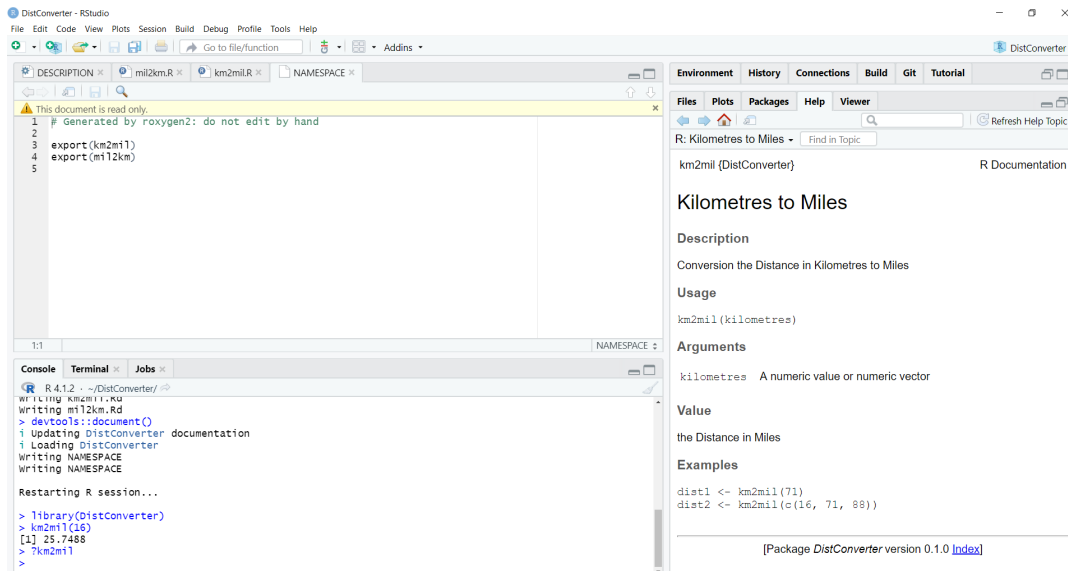 DistConverter - RStudio
File Edit Code View Plots Session Build Debug Profile Tools Help
Go to file/function Addins DistConverter
DESCRIPTION mil2km.R km2mil.R NAMESPACE
This document is read only.
1 # Generated by roxygen2: do not edit by hand
2
3 export(km2mil)
4 export(mil2km)
5
1:1 NAMESPACE
Console Terminal Jobs
R 4.1.2 · ~/DistConverter/
Writing km2mil.Rd
Writing mil2km.Rd
> devtools::document()
i Updating DistConverter documentation
i Loading DistConverter
Writing NAMESPACE
Writing NAMESPACE
Restarting R session...
> library(DistConverter)
> km2mil(16)
[1] 25.7488
> ?km2mil
>
Environment History Connections Build Git Tutorial
Files Plots Packages Help Viewer
Refresh Help Topic
R: Kilometres to Miles Find in Topic
km2mil {DistConverter} R Documentation
Kilometres to Miles
Description
Conversion the Distance in Kilometres to Miles
Usage
km2mil(kilometres)
Arguments
kilometres A numeric value or numeric vector
Value
the Distance in Miles
Examples
dist1 <- km2mil(71)
dist2 <- km2mil(c(16, 71, 88))
[Package DistConverter version 0.1.0 Index]